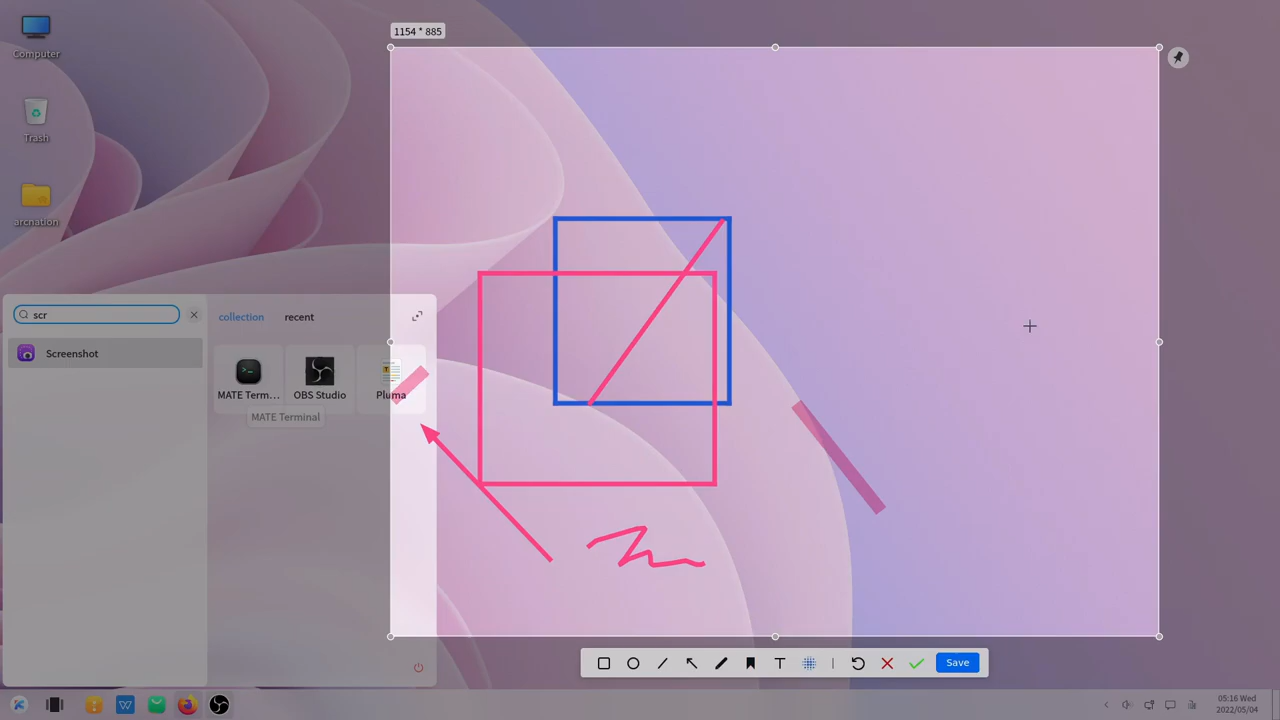 1154 * 885
Computer
Trash
arcnation
scr
collection
recent
Screenshot
MATE Term...
OBS Studio
Pluma
MATE Terminal
T
Save
05:16 Wed
2022/05/04